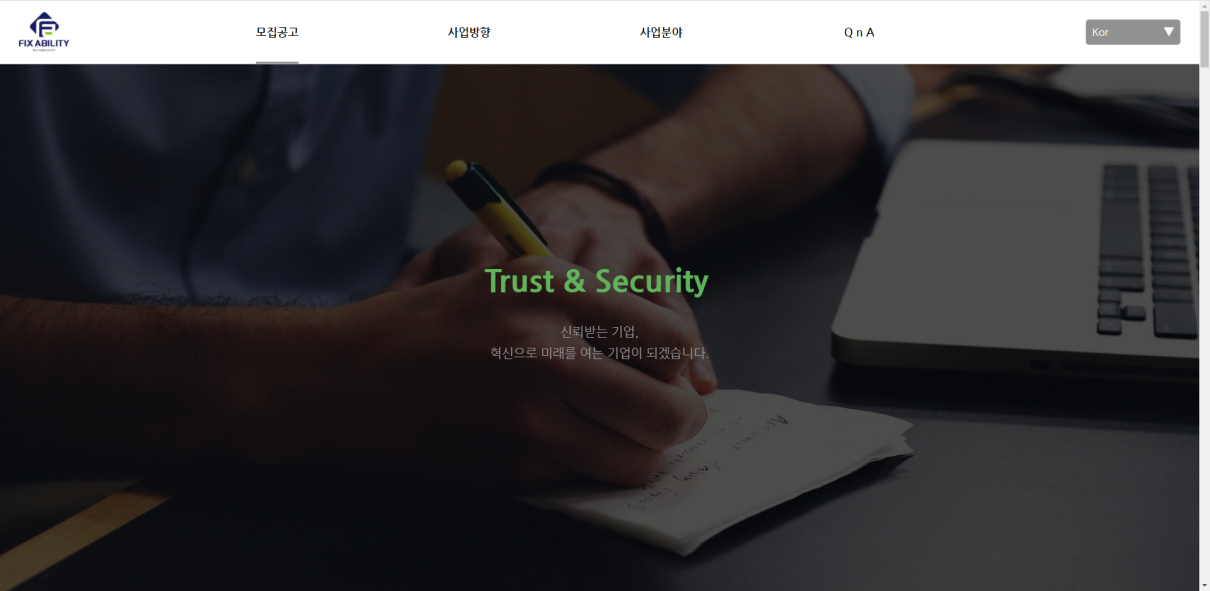 FIXABILITY
모집공고
사업방향
사업분야
Q n A
Kor
Trust & Security
신뢰받는 기업,
혁신으로 미래를 여는 기업이 되겠습니다.